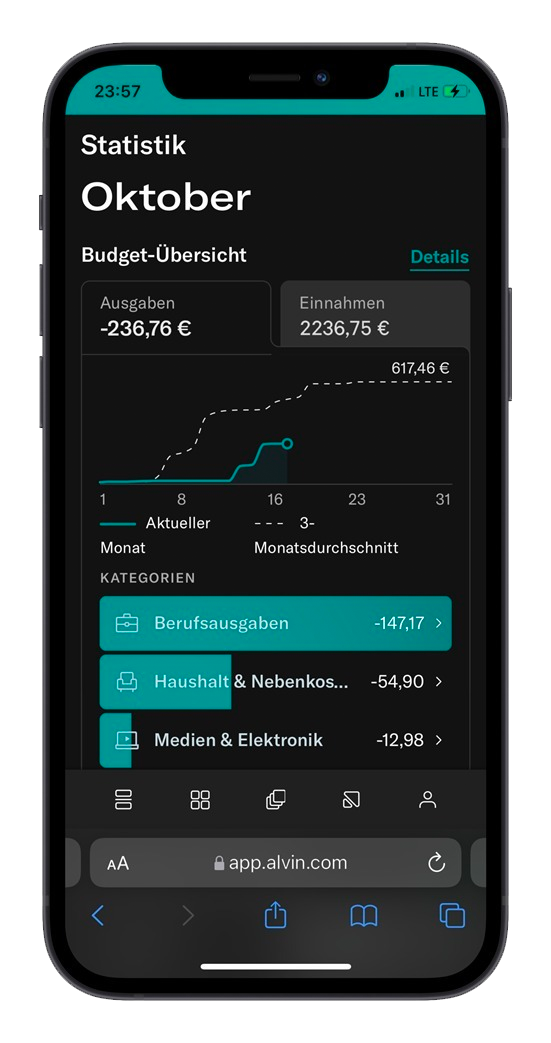 23:57
LTE
Statistik
Oktober
Budget-Übersicht
Details
Ausgaben
-236,76 €
Einnahmen
2236,75 €
617,46 €
1 8 16 23 31
Aktueller Monat
3-Monatsdurchschnitt
KATEGORIEN
Berufsausgaben -147,17
Haushalt & Nebenkos... -54,90
Medien & Elektronik -12,98
AA
app.alvin.com